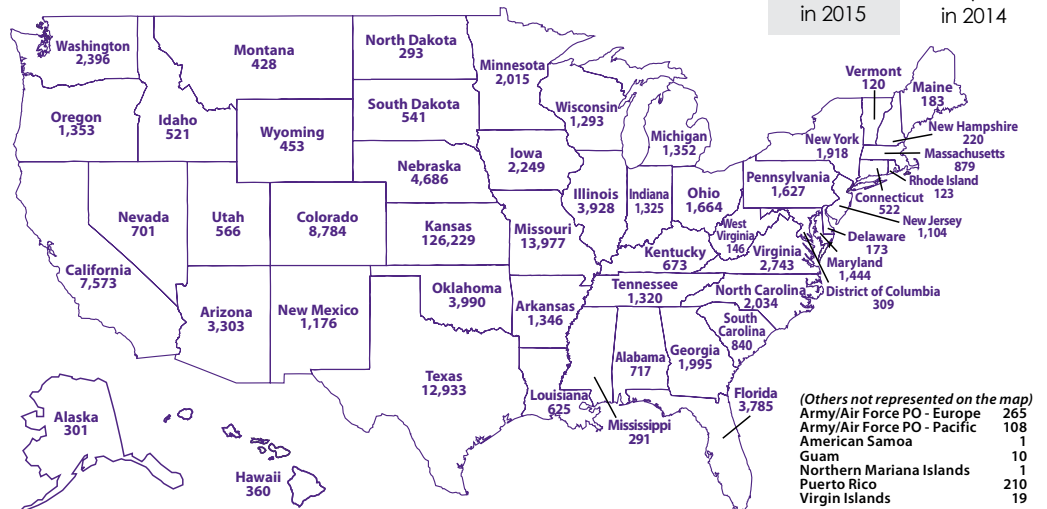 in 2015
in 2014
Washington
2,396
Montana
428
North Dakota
293
Minnesota
2,015
Vermont
120
Maine
183
Oregon
1,353
Idaho
521
Wyoming
453
South Dakota
541
Wisconsin
1,293
Michigan
1,352
New York
1,918
New Hampshire
220
Massachusetts
879
Rhode Island
123
Connecticut
522
New Jersey
1,104
Nebraska
4,686
Iowa
2,249
Illinois
3,928
Indiana
1,325
Ohio
1,664
Pennsylvania
1,627
Nevada
701
Utah
566
Colorado
8,784
Kansas
126,229
Missouri
13,977
Kentucky
673
West
Virginia
146
Virginia
2,743
Delaware
173
Maryland
1,444
District of Columbia
309
California
7,573
Arizona
3,303
New Mexico
1,176
Oklahoma
3,990
Arkansas
1,346
Tennessee
1,320
North Carolina
2,034
South
Carolina
840
Texas
12,933
Louisiana
625
Mississippi
291
Alabama
717
Georgia
1,995
Florida
3,785
Alaska
301
Hawaii
360
(Others not represented on the map)
Army/Air Force PO - Europe 265
Army/Air Force PO - Pacific 108
American Samoa 1
Guam 10
Northern Mariana Islands 1
Puerto Rico 210
Virgin Islands 19